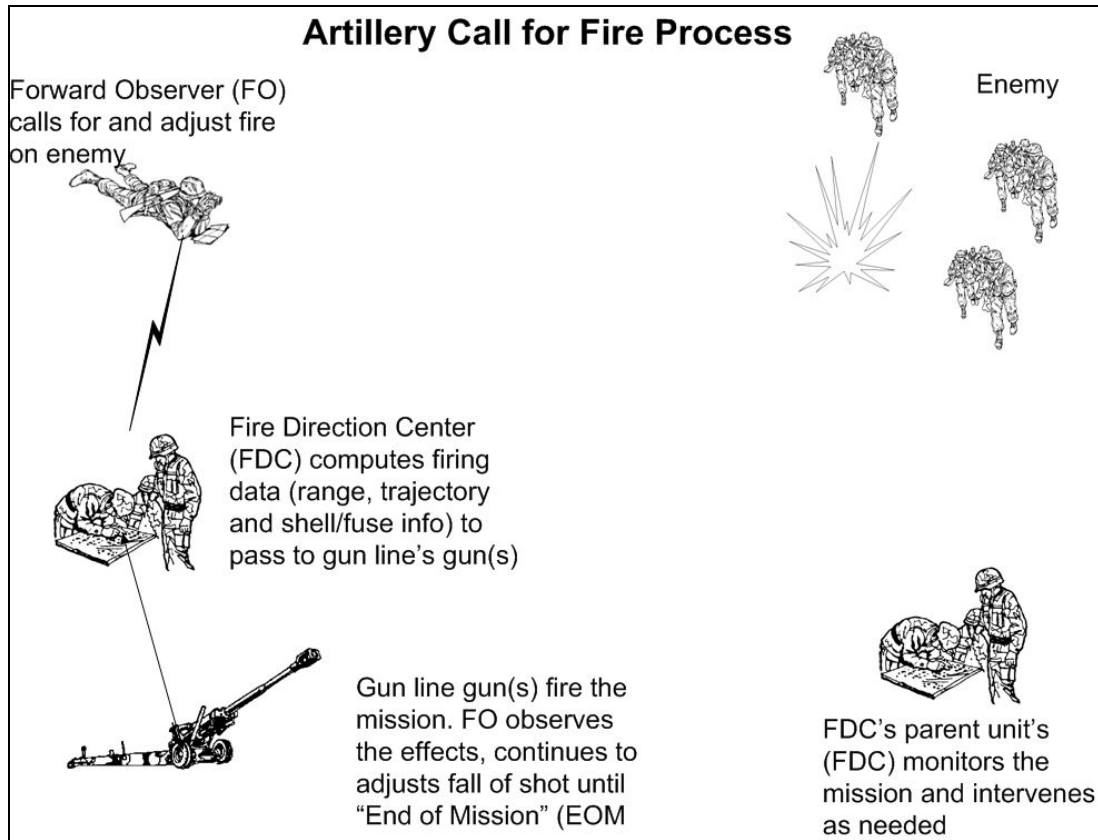 Artillery Call for Fire Process
Forward Observer (FO)
calls for and adjust fire
on enemy
Enemy
Fire Direction Center
(FDC) computes firing
data (range, trajectory
and shell/fuse info) to
pass to gun line's gun(s)
Gun line gun(s) fire the
mission. FO observes
the effects, continues to
adjusts fall of shot until
“End of Mission” (EOM
FDC's parent unit's
(FDC) monitors the
mission and intervenes
as needed